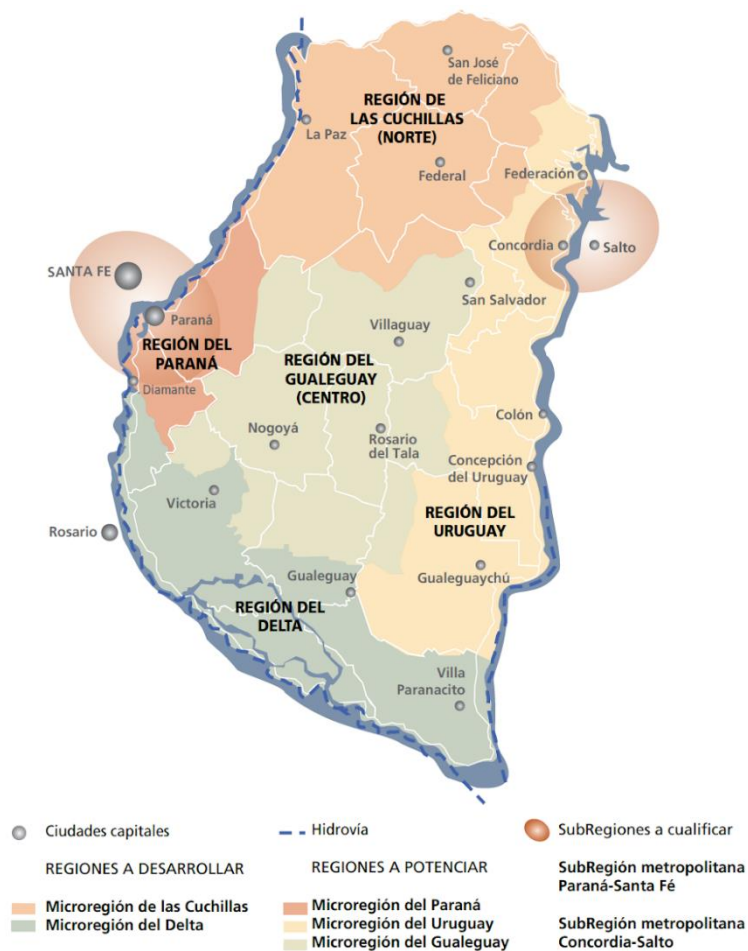 San José
de Feliciano
REGIÓN DE
LAS CUCHILLAS
(NORTE)
La Paz
Federal
Federación
SANTA FE
Concordia
Salto
San Salvador
Paraná
Villaguay
REGIÓN DEL
PARANÁ
REGIÓN DEL
GUALEGUAY
(CENTRO)
Diamante
Colón
Nogoyá
Rosario
del Tala
Concepción
del Uruguay
Victoria
REGIÓN DEL
URUGUAY
Rosario
Gualeguay
Gualeguaychú
REGIÓN DEL
DELTA
Villa
Paranacito
Ciudades capitales
Hidrovía
SubRegiones a cualificar
REGIONES A DESARROLLAR
REGIONES A POTENCIAR
SubRegión metropolitana
Paraná-Santa Fé
Microregión de las Cuchillas
Microregión del Delta
Microregión del Paraná
Microregión del Uruguay
Microregión del Gualeguay
SubRegión metropolitana
Concordia-Salto